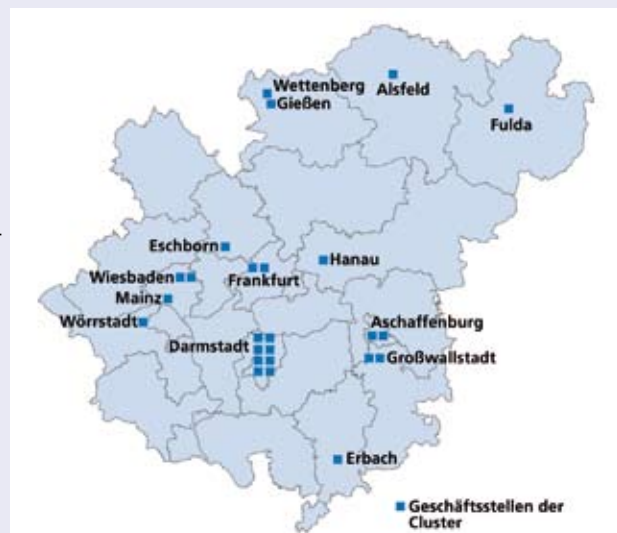 Wettenberg
Gießen
Alsfeld
Fulda
Eschborn
Hanau
Wiesbaden
Frankfurt
Mainz
Wörrstadt
Aschaffenburg
Darmstadt
Großwallstadt
Erbach
Geschäftsstellen der
Cluster